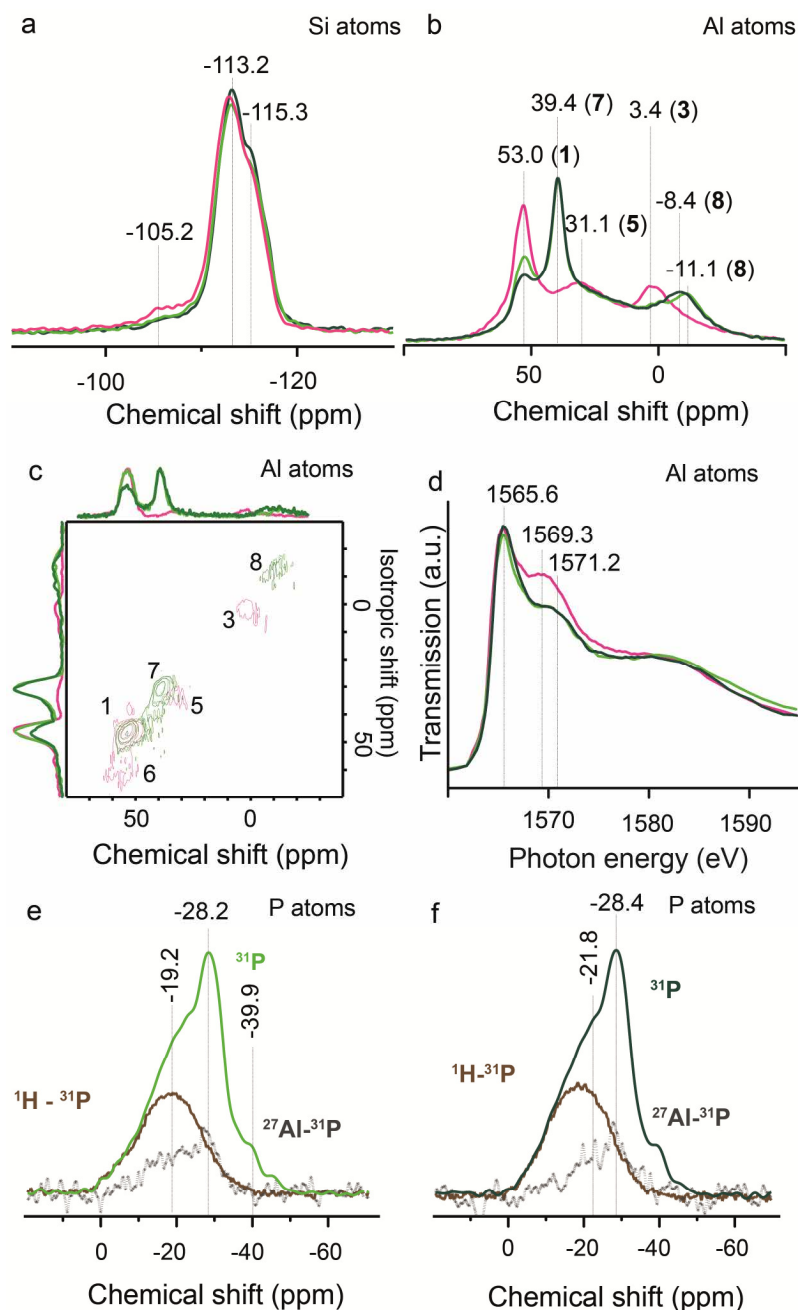 a
Si atoms
-113.2
-115.3
-105.2
-100
-120
Chemical shift (ppm)
b
Al atoms
39.4 (7)
3.4 (3)
53.0 (1)
-8.4 (8)
31.1 (5)
-11.1 (8)
50
0
Chemical shift (ppm)
c
Al atoms
8
3
7
1
5
6
0
50
Isotropic shift (ppm)
50
0
Chemical shift (ppm)
d
Al atoms
1565.6
1569.3
1571.2
Transmission (a.u.)
1570
1580
1590
Photon energy (eV)
e
P atoms
-28.2
-19.2
-39.9
³¹P
¹H - ³¹P
²⁷Al-³¹P
0
-20
-40
-60
Chemical shift (ppm)
f
P atoms
-28.4
-21.8
³¹P
¹H-³¹P
²⁷Al-³¹P
0
-20
-40
-60
Chemical shift (ppm)